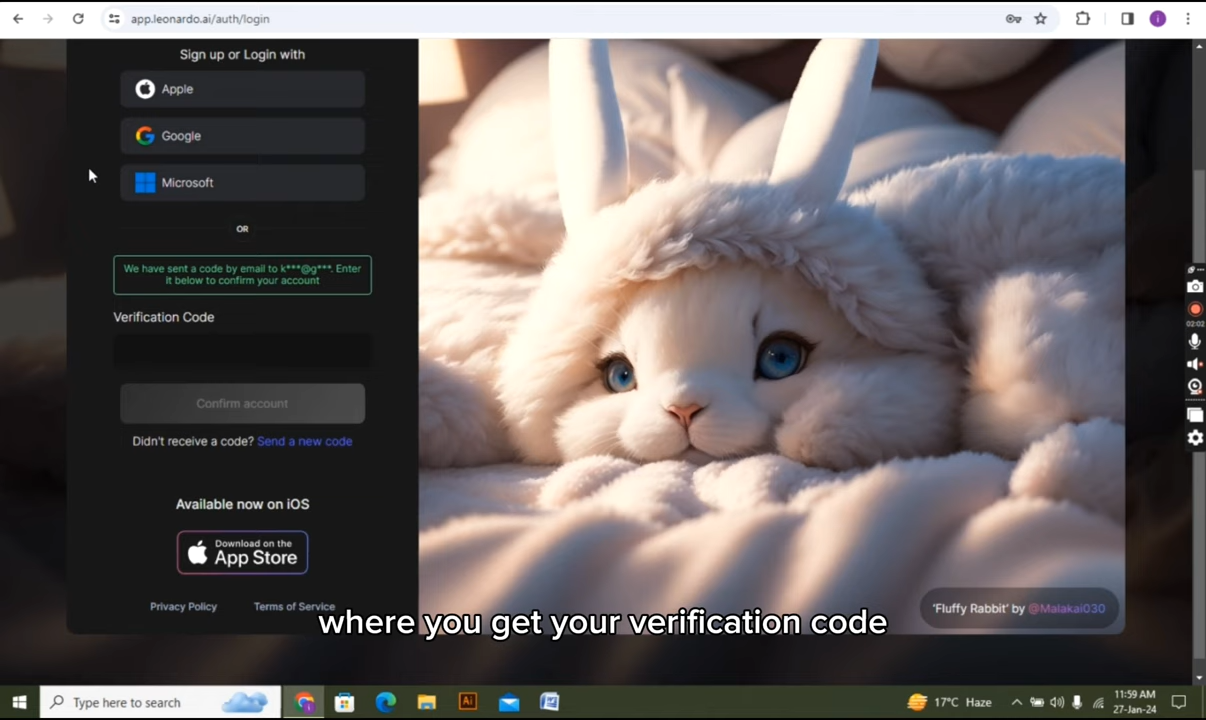 app.leonardo.ai/auth/login
i
Sign up or Login with
Apple
Google
Microsoft
OR
We have sent a code by email to k***@g***. Enter
it below to confirm your account
Verification Code
Confirm account
Didn't receive a code? Send a new code
Available now on iOS
Download on the
App Store
Privacy Policy
Terms of Service
'Fluffy Rabbit' by @Malakai030
where you get your verification code
02:02
Type here to search
Ai
17°C Haze
11:59 AM
27-Jan-24